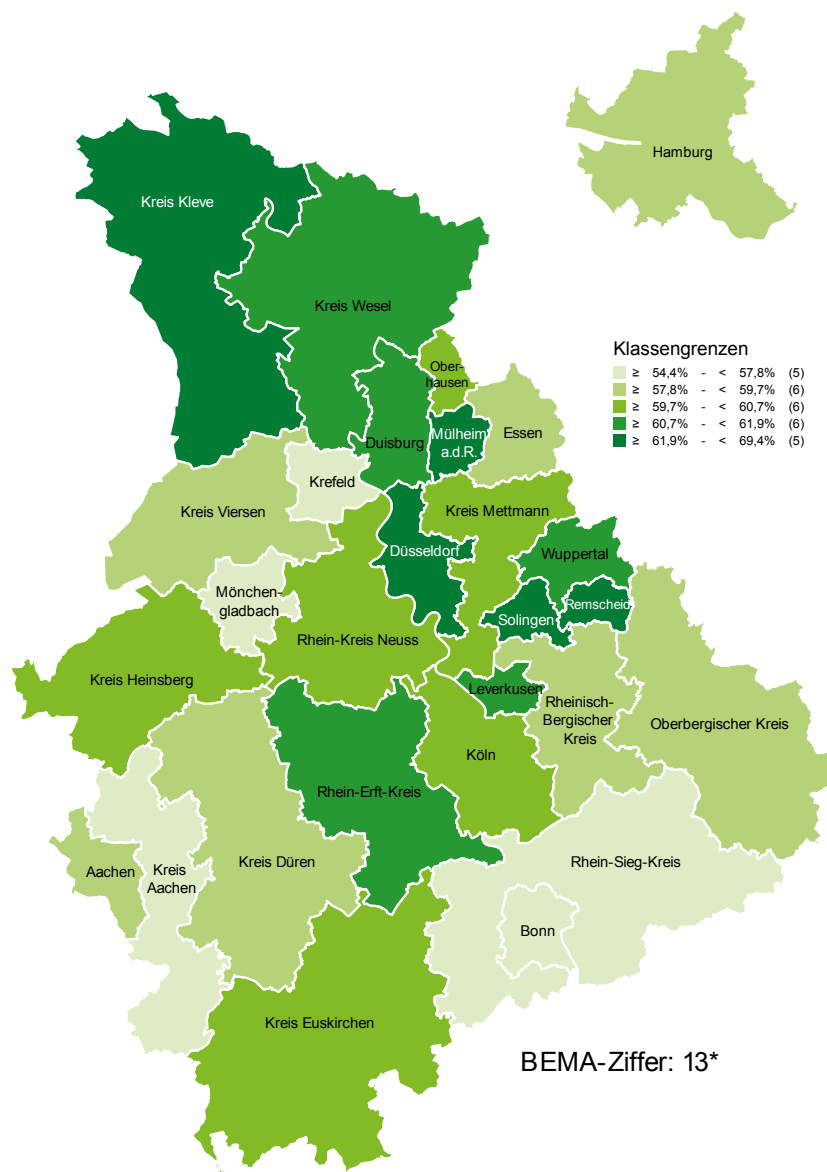 Hamburg
Kreis Kleve
Kreis Wesel
Klassengrenzen
≥ 54,4% - < 57,8% (5)
≥ 57,8% - < 59,7% (6)
≥ 59,7% - < 60,7% (6)
≥ 60,7% - < 61,9% (6)
≥ 61,9% - < 69,4% (5)
Ober-
hausen
Duisburg
Mülheim
a.d.R.
Essen
Krefeld
Kreis Viersen
Kreis Mettmann
Düsseldorf
Wuppertal
Mönchen-
gladbach
Remscheid
Solingen
Rhein-Kreis Neuss
Kreis Heinsberg
Leverkusen
Rheinisch-
Bergischer
Kreis
Oberbergischer Kreis
Köln
Rhein-Erft-Kreis
Aachen
Kreis
Aachen
Kreis Düren
Rhein-Sieg-Kreis
Bonn
Kreis Euskirchen
BEMA-Ziffer: 13*